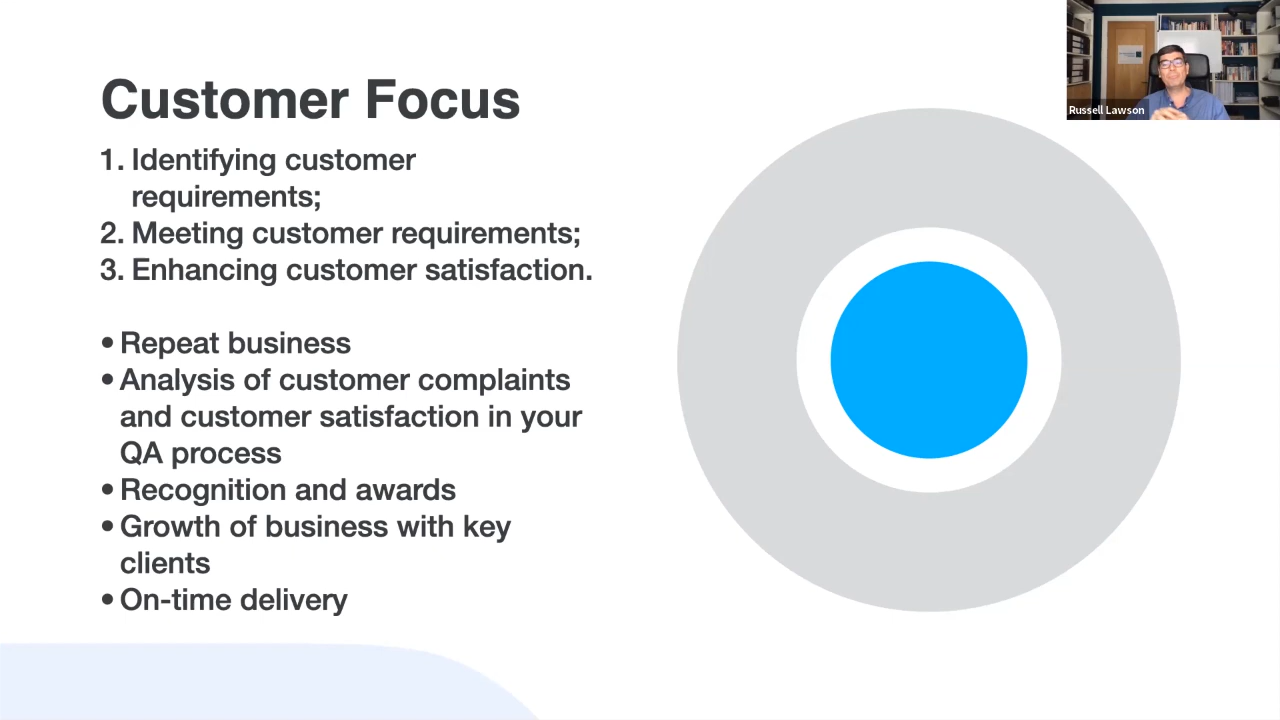 Customer Focus
1. Identifying customer
requirements;
2. Meeting customer requirements;
3. Enhancing customer satisfaction.
• Repeat business
• Analysis of customer complaints
and customer satisfaction in your
QA process
• Recognition and awards
• Growth of business with key
clients
• On-time delivery
Russell Lawson